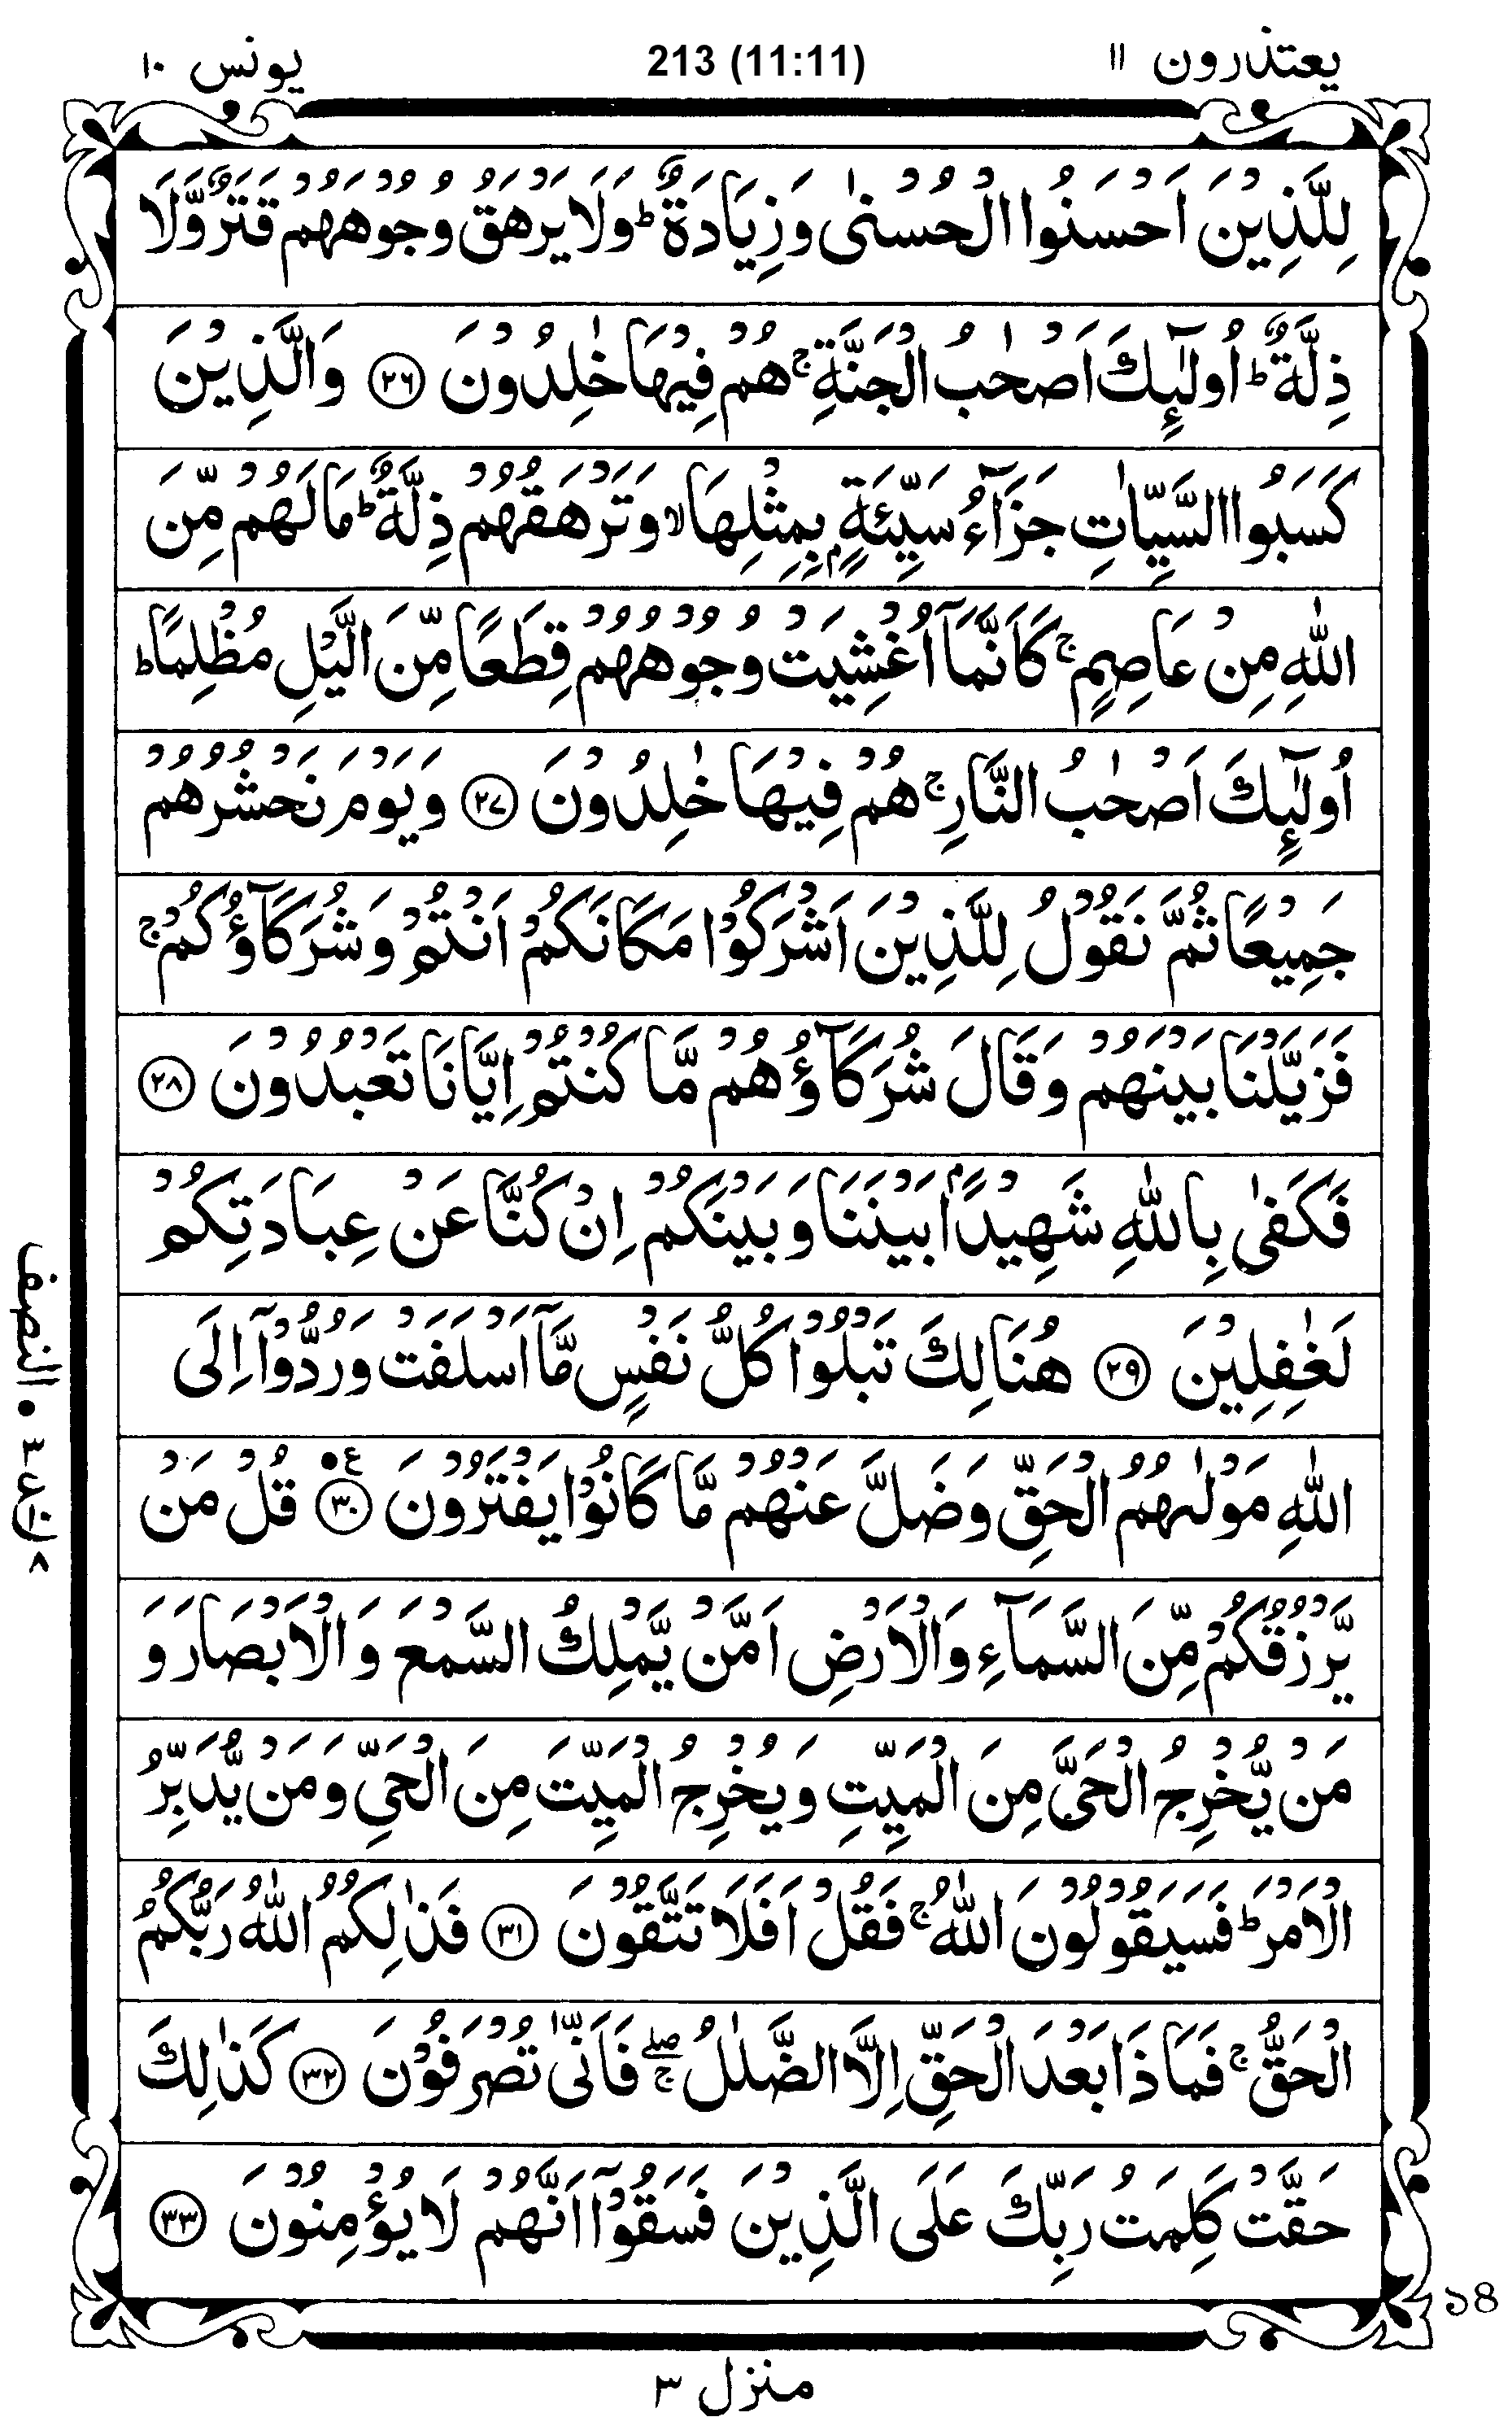 يعتذرون ١١
213 (11:11)
يونس ١٠
لِلَّذِيْنَ اَحْسَنُوا الْحُسْنٰى وَزِيَادَةٌ ؕ وَلَا يَرْهَقُ وُجُوْهَهُمْ قَتَرٌ وَّلَا
ذِلَّةٌ ؕ اُولٰٓئِكَ اَصْحٰبُ الْجَنَّةِ ۚ هُمْ فِيْهَا خٰلِدُوْنَ ۝٢٦ وَالَّذِيْنَ
كَسَبُوا السَّيِّاٰتِ جَزَآءُ سَيِّئَةٍۭ بِمِثْلِهَا ۙ وَتَرْهَقُهُمْ ذِلَّةٌ ؕ مَا لَهُمْ مِّنَ
اللّٰهِ مِنْ عَاصِمٍ ۚ كَاَنَّمَآ اُغْشِيَتْ وُجُوْهُهُمْ قِطَعًا مِّنَ الَّيْلِ مُظْلِمًا ؕ
اُولٰٓئِكَ اَصْحٰبُ النَّارِ ۚ هُمْ فِيْهَا خٰلِدُوْنَ ۝٢٧ وَيَوْمَ نَحْشُرُهُمْ
جَمِيْعًا ثُمَّ نَقُوْلُ لِلَّذِيْنَ اَشْرَكُوْا مَكَانَكُمْ اَنْتُمْ وَشُرَكَآؤُكُمْ ۚ
فَزَيَّلْنَا بَيْنَهُمْ وَقَالَ شُرَكَآؤُهُمْ مَّا كُنْتُمْ اِيَّانَا تَعْبُدُوْنَ ۝٢٨
فَكَفٰى بِاللّٰهِ شَهِيْدًۢا بَيْنَنَا وَبَيْنَكُمْ اِنْ كُنَّا عَنْ عِبَادَتِكُمْ
لَغٰفِلِيْنَ ۝٢٩ هُنَالِكَ تَبْلُوْا كُلُّ نَفْسٍ مَّآ اَسْلَفَتْ وَرُدُّوْٓا اِلَى
اللّٰهِ مَوْلٰىهُمُ الْحَقِّ وَضَلَّ عَنْهُمْ مَّا كَانُوْا يَفْتَرُوْنَ ۝٣٠ قُلْ مَنْ
يَّرْزُقُكُمْ مِّنَ السَّمَآءِ وَالْاَرْضِ اَمَّنْ يَّمْلِكُ السَّمْعَ وَالْاَبْصَارَ وَ
مَنْ يُّخْرِجُ الْحَيَّ مِنَ الْمَيِّتِ وَيُخْرِجُ الْمَيِّتَ مِنَ الْحَيِّ وَمَنْ يُّدَبِّرُ
الْاَمْرَ ؕ فَسَيَقُوْلُوْنَ اللّٰهُ ۚ فَقُلْ اَفَلَا تَتَّقُوْنَ ۝٣١ فَذٰلِكُمُ اللّٰهُ رَبُّكُمُ
الْحَقُّ ۚ فَمَاذَا بَعْدَ الْحَقِّ اِلَّا الضَّلٰلُ ۖۚ فَاَنّٰى تُصْرَفُوْنَ ۝٣٢ كَذٰلِكَ
حَقَّتْ كَلِمَتُ رَبِّكَ عَلَى الَّذِيْنَ فَسَقُوْٓا اَنَّهُمْ لَا يُؤْمِنُوْنَ ۝٣٣
النصف
منزل ٣